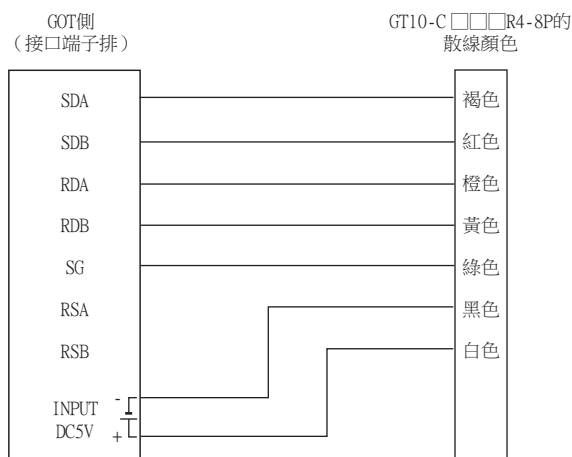 GOT側
（接口端子排）
GT10-C□□□R4-8P的
散線顏色
SDA
褐色
SDB
紅色
RDA
橙色
RDB
黃色
SG
綠色
RSA
黑色
RSB
白色
INPUT -
DC5V +